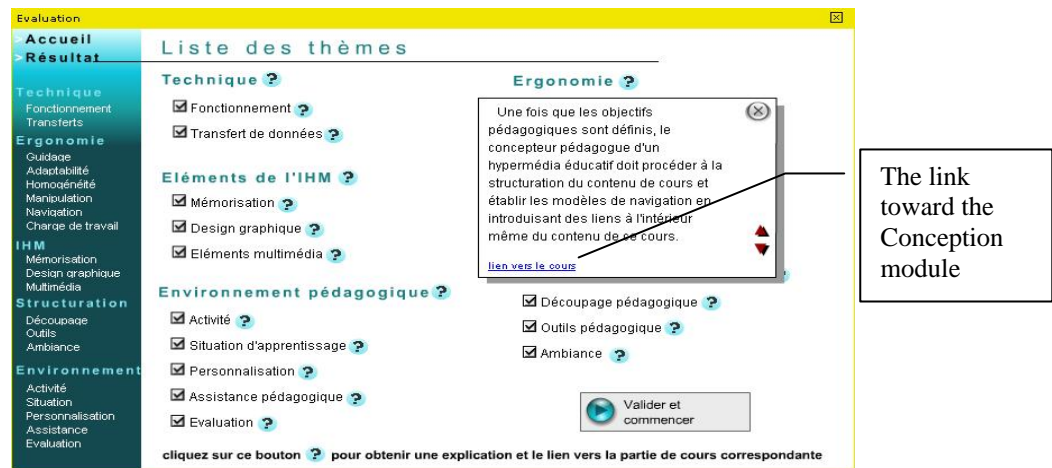 Evaluation
>Accueil
>Résultat
Technique
Fonctionnement
Transferts
Ergonomie
Guidage
Adaptabilité
Homogénéité
Manipulation
Navigation
Charge de travail
IHM
Mémorisation
Design graphique
Multimédia
Structuration
Découpage
Outils
Ambiance
Environnement
Activité
Situation
Personnalisation
Assistance
Evaluation
Liste des thèmes
Technique ?
Fonctionnement ?
Transfert de données ?
Eléments de l'IHM ?
Mémorisation ?
Design graphique ?
Eléments multimédia ?
Environnement pédagogique ?
Activité ?
Situation d'apprentissage ?
Personnalisation ?
Assistance pédagogique ?
Evaluation ?
Ergonomie ?
Une fois que les objectifs
pédagogiques sont définis, le
concepteur pédagogue d'un
hypermédia éducatif doit procéder à la
structuration du contenu de cours et
établir les modèles de navigation en
introduisant des liens à l'intérieur
même du contenu de ce cours.
lien vers le cours
Découpage pédagogique ?
Outils pédagogique ?
Ambiance ?
Valider et
commencer
cliquez sur ce bouton ? pour obtenir une explication et le lien vers la partie de cours correspondante
The link
toward the
Conception
module